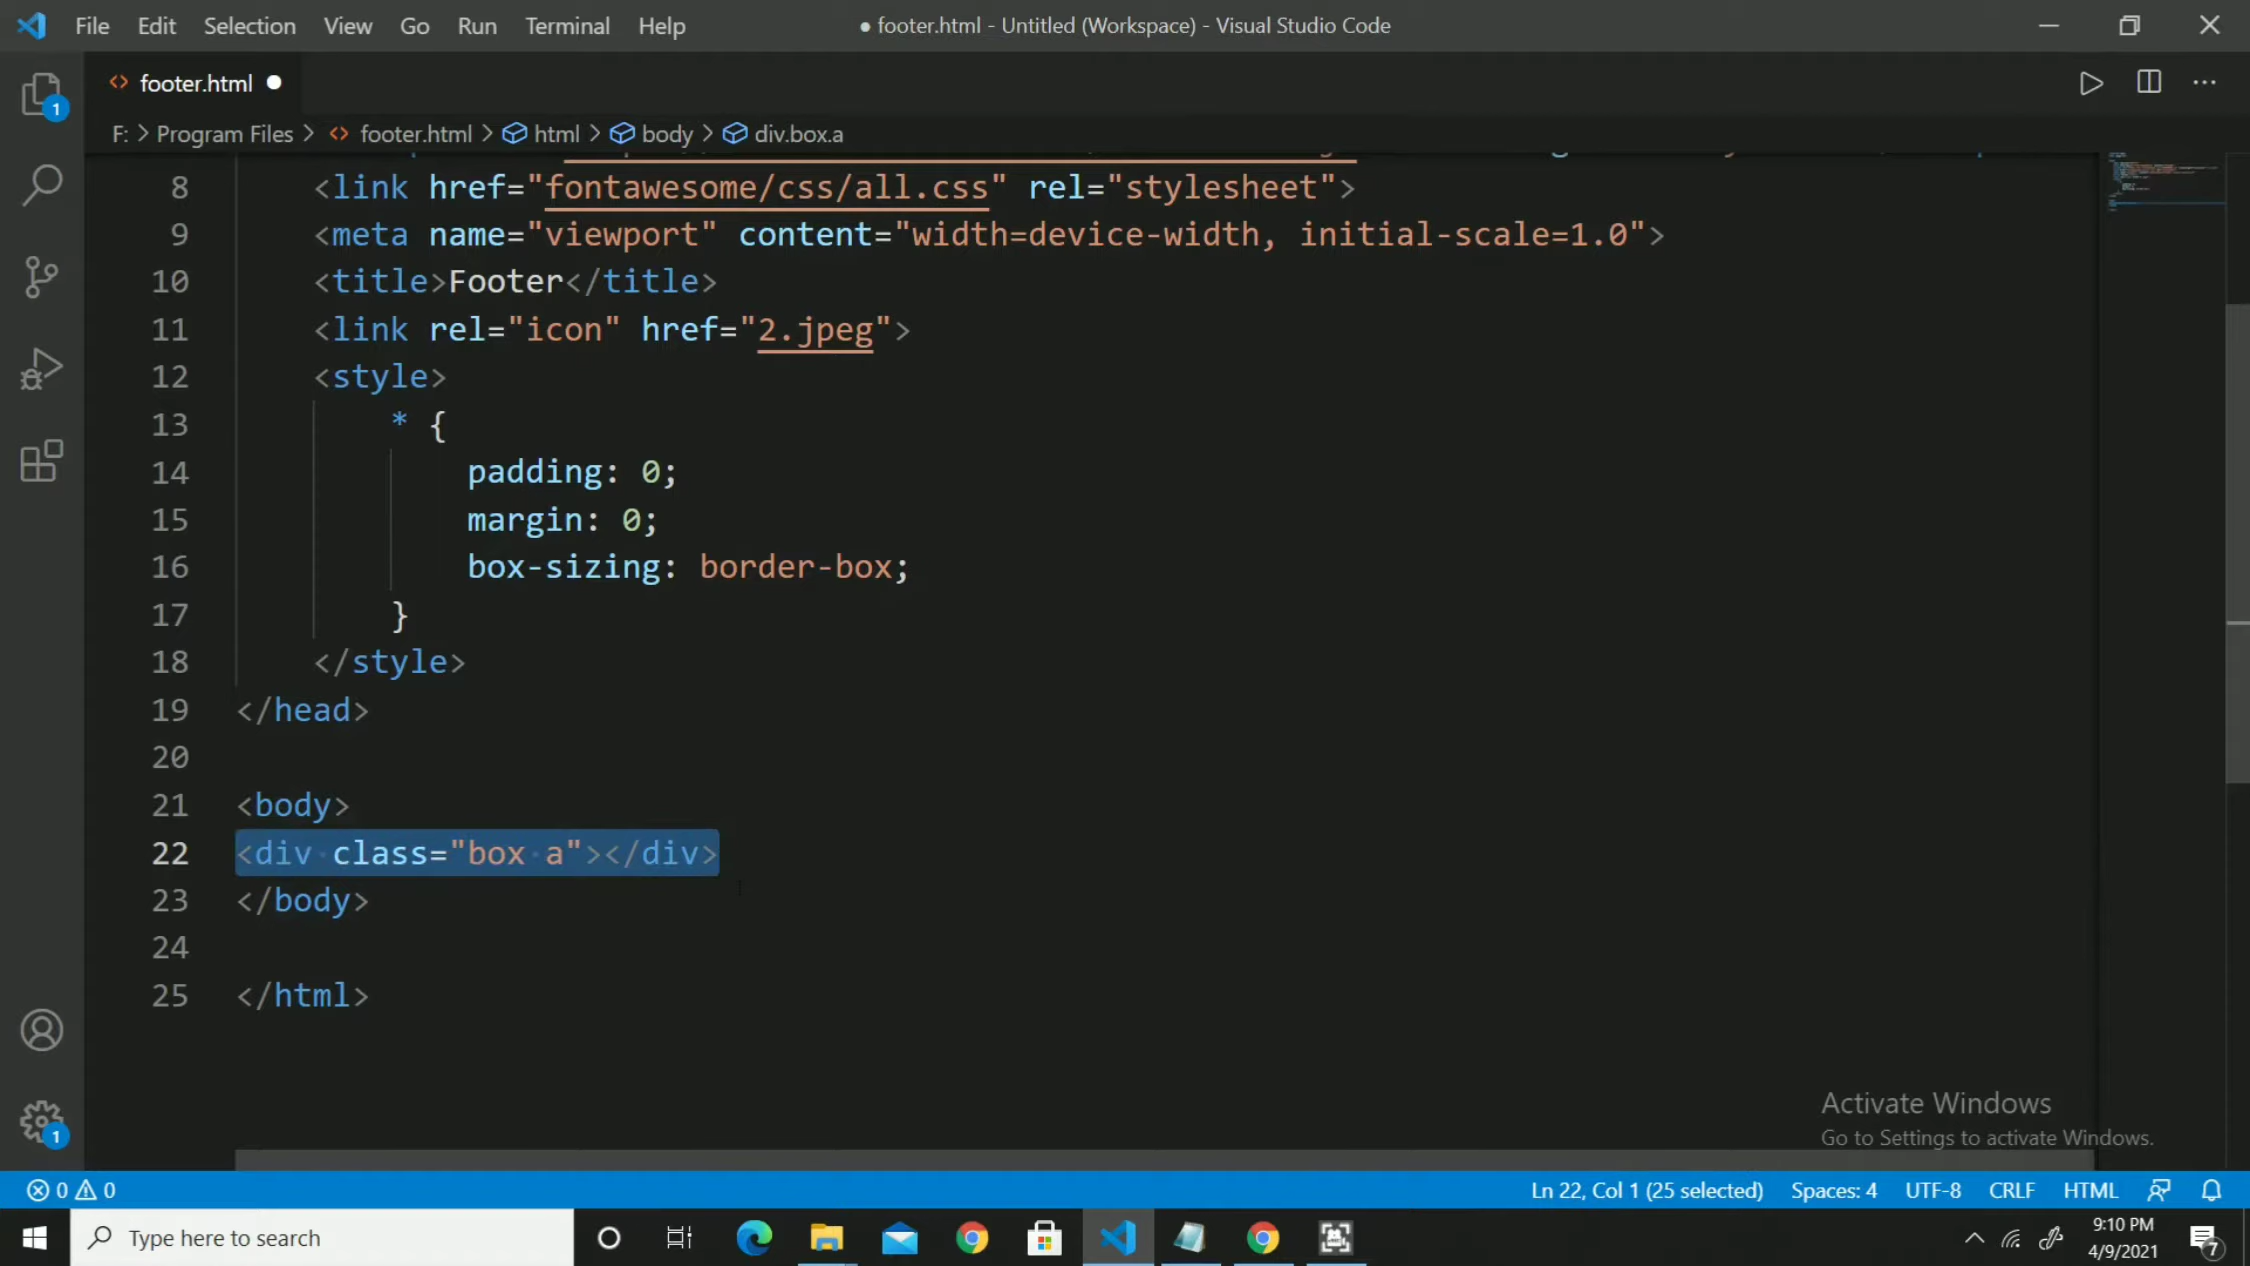 File Edit Selection View Go Run Terminal Help
● footer.html - Untitled (Workspace) - Visual Studio Code
footer.html
F: > Program Files > footer.html > html > body > div.box.a
8 <link href="fontawesome/css/all.css" rel="stylesheet">
9 <meta name="viewport" content="width=device-width, initial-scale=1.0">
10 <title>Footer</title>
11 <link rel="icon" href="2.jpeg">
12 <style>
13 * {
14 padding: 0;
15 margin: 0;
16 box-sizing: border-box;
17 }
18 </style>
19 </head>
20
21 <body>
22 <div class="box a"></div>
23 </body>
24
25 </html>
1
1
Activate Windows
Go to Settings to activate Windows.
0 0 Ln 22, Col 1 (25 selected) Spaces: 4 UTF-8 CRLF HTML
Type here to search
9:10 PM
4/9/2021
7